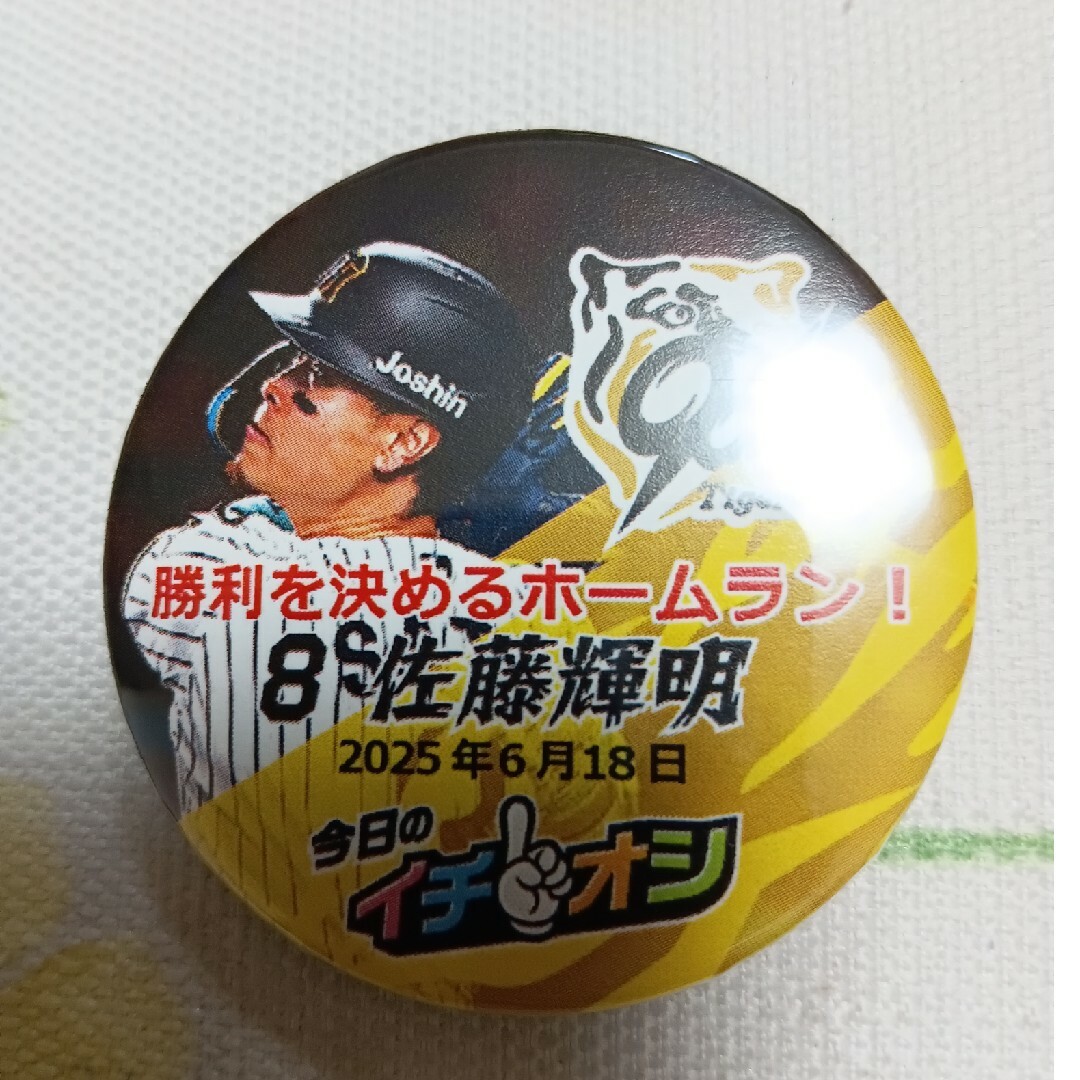 Joshin
勝利を決めるホームラン！
8 佐藤輝明
2025年6月18日
今日の
イチオシ